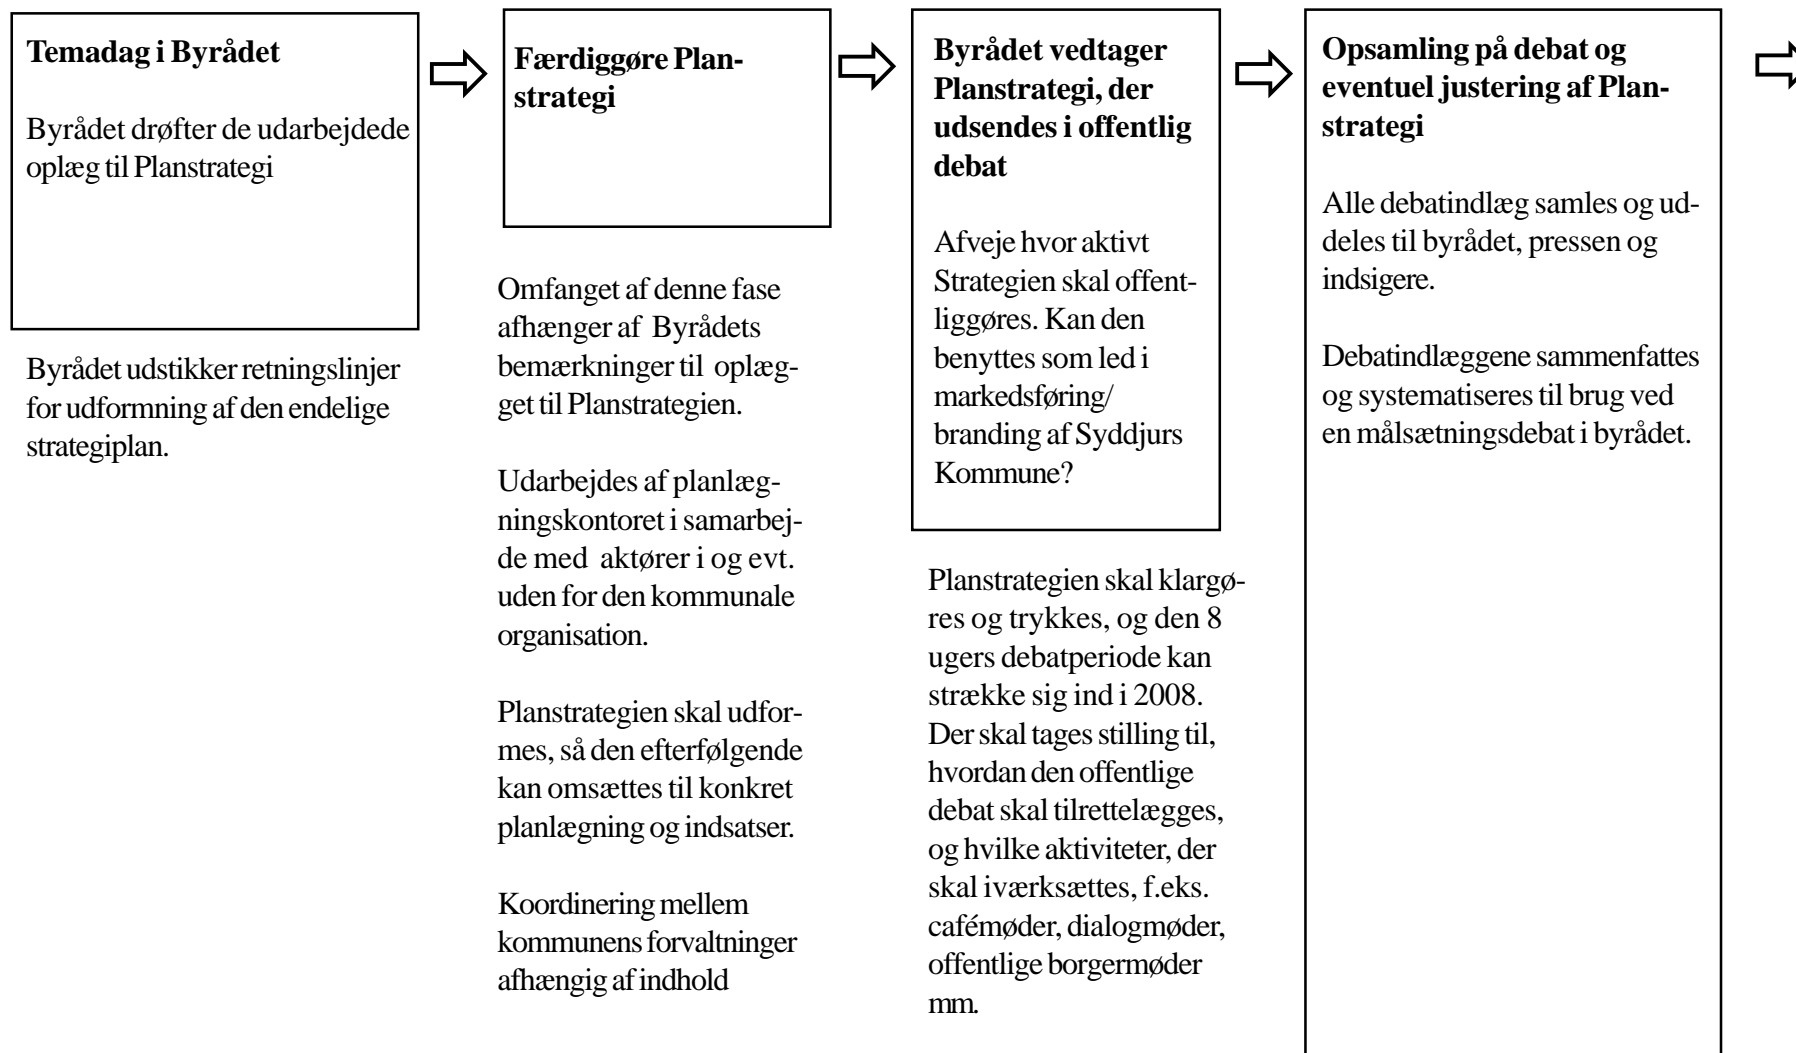 Temadag i Byrådet
Byrådet drøfter de udarbejdede
oplæg til Planstrategi
Byrådet udstikker retningslinjer
for udformning af den endelige
strategiplan.
Færdiggøre Plan-
strategi
Omfanget af denne fase
afhænger af Byrådets
bemærkninger til oplæg-
get til Planstrategien.
Udarbejdes af planlæg-
ningskontoret i samarbej-
de med aktører i og evt.
uden for den kommunale
organisation.
Planstrategien skal udfor-
mes, så den efterfølgende
kan omsættes til konkret
planlægning og indsatser.
Koordinering mellem
kommunens forvaltninger
afhængig af indhold
Byrådet vedtager
Planstrategi, der
udsendes i offentlig
debat
Afveje hvor aktivt
Strategien skal offent-
liggøres. Kan den
benyttes som led i
markedsføring/
branding af Syddjurs
Kommune?
Planstrategien skal klargø-
res og trykkes, og den 8
ugers debatperiode kan
strække sig ind i 2008.
Der skal tages stilling til,
hvordan den offentlige
debat skal tilrettelægges,
og hvilke aktiviteter, der
skal iværksættes, f.eks.
cafémøder, dialogmøder,
offentlige borgermøder
mm.
Opsamling på debat og
eventuel justering af Plan-
strategi
Alle debatindlæg samles og ud-
deles til byrådet, pressen og
indsigere.
Debatindlæggene sammenfattes
og systematiseres til brug ved
en målsætningsdebat i byrådet.